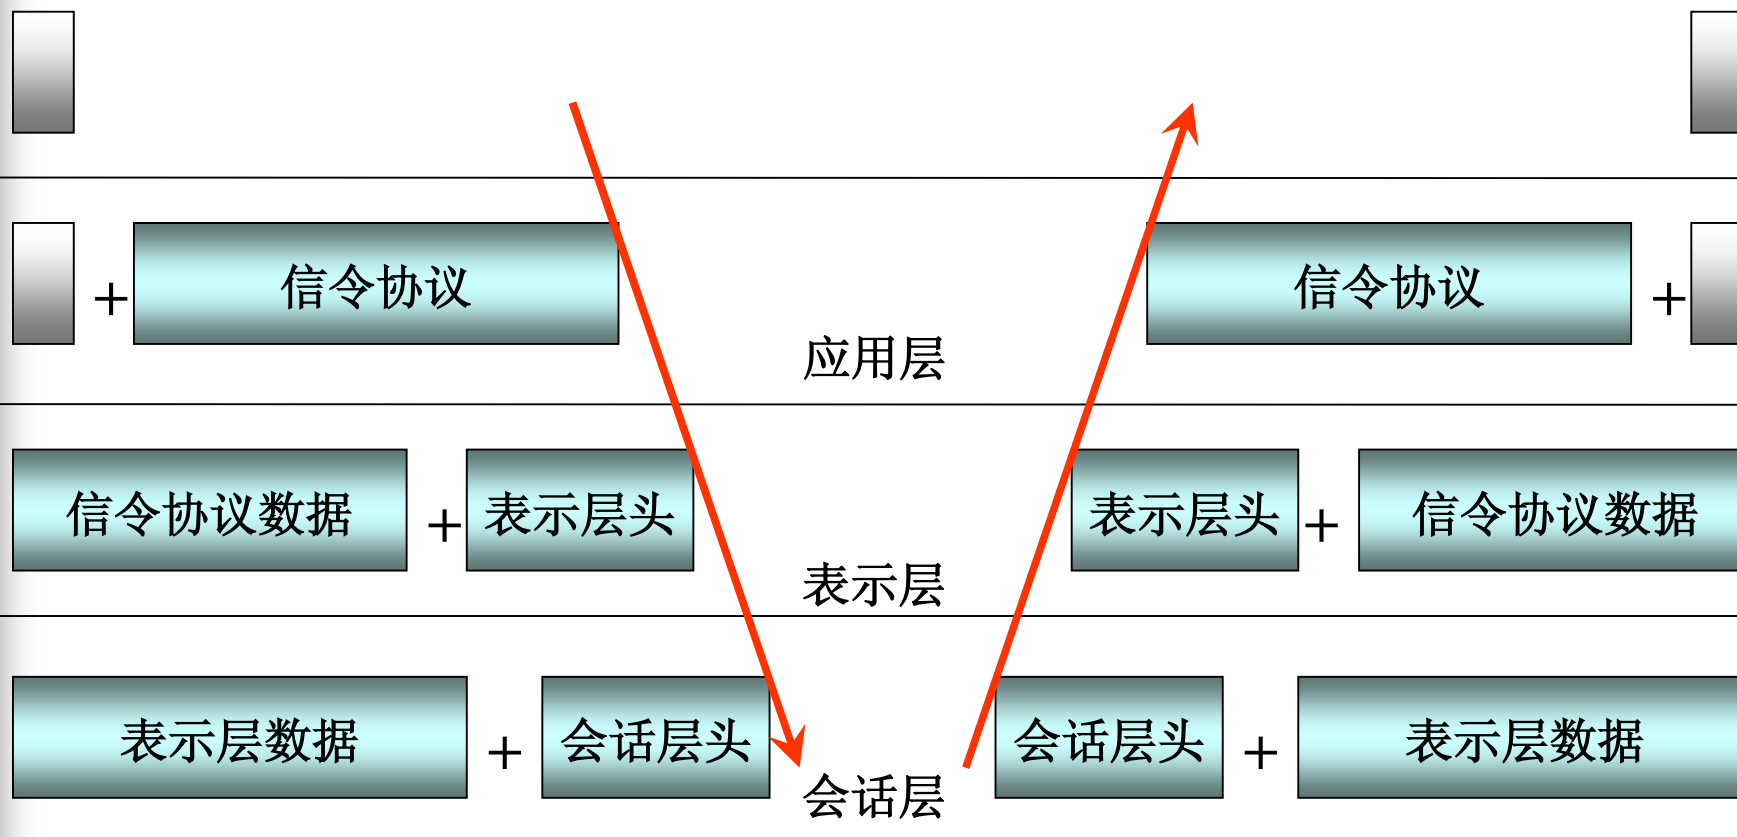 + 信令协议 信令协议 +
应用层
信令协议数据 + 表示层头 表示层头 + 信令协议数据
表示层
表示层数据 + 会话层头 会话层头 + 表示层数据
会话层